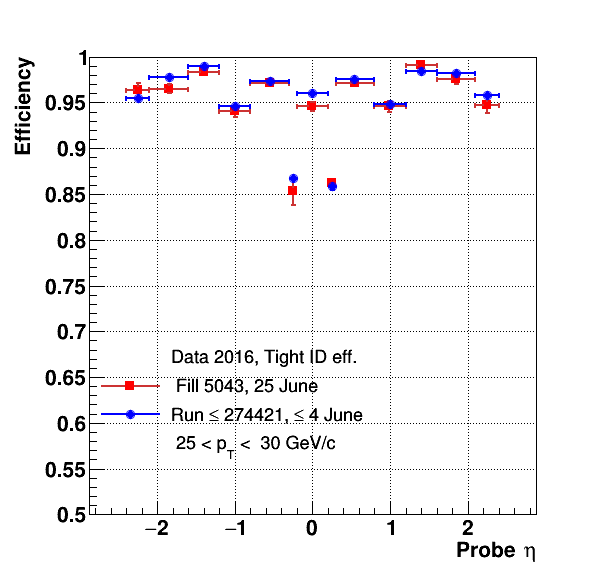 Efficiency
1
0.95
0.9
0.85
0.8
0.75
0.7
0.65
0.6
0.55
0.5
Data 2016, Tight ID eff.
Fill 5043, 25 June
Run ≤ 274421, ≤ 4 June
25 < p_T < 30 GeV/c
−2 −1 0 1 2
Probe η